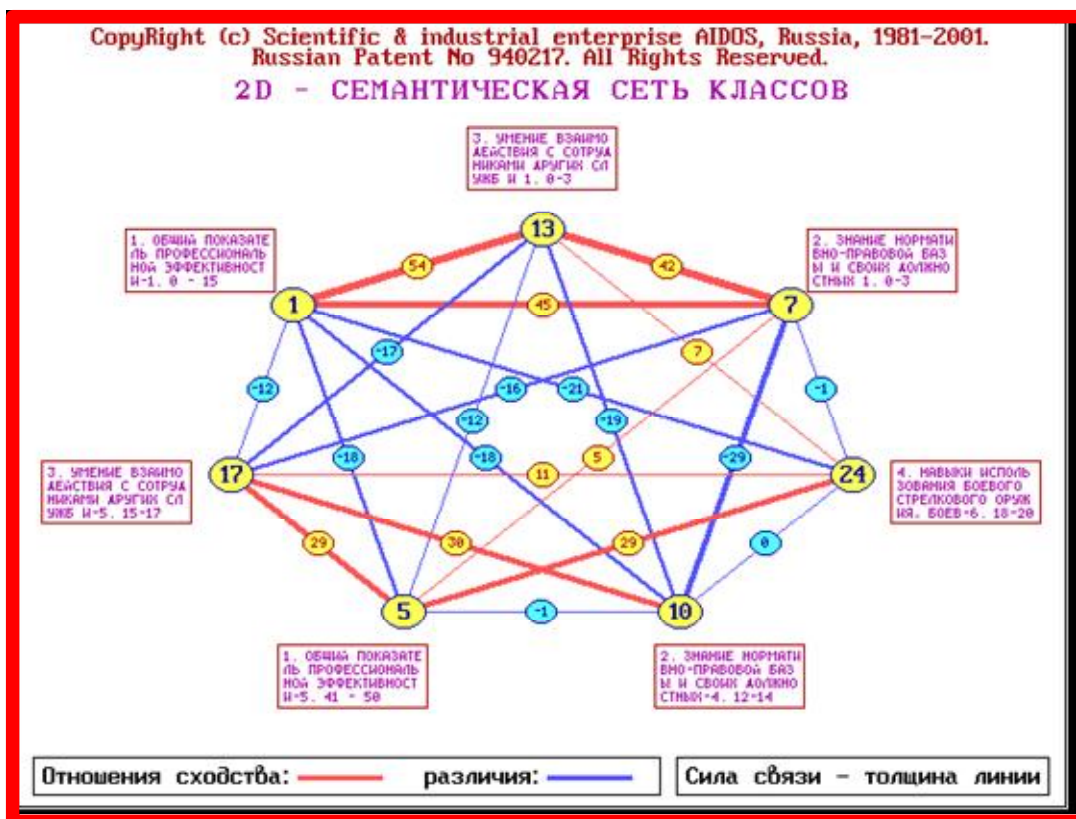 CopyRight (c) Scientific & industrial enterprise AIDOS, Russia, 1981-2001.
Russian Patent No 940217. All Rights Reserved.
2D - СЕМАНТИЧЕСКАЯ СЕТЬ КЛАССОВ
3. УМЕНИЕ ВЗАИМО
ДЕЙСТВИЯ С СОТРУД
НИКАМИ ДРУГИХ СЛ
УЖБ И 1. 0-3
13
1. ОБЩИЙ ПОКАЗАТЕ
ЛЬ ПРОФЕССИОНАЛЬ
НОЙ ЭФФЕКТИВНОСТ
И-1. 0 - 15
2. ЗНАНИЕ НОРМАТИ
ВНО-ПРАВОВОЙ БАЗ
Ы И СВОИХ ДОЛЖНО
СТНЫХ 1. 0-3
54
42
1
45
7
-17
7
-12
-16
-21
-1
-12
-19
-18
-18
5
-29
3. УМЕНИЕ ВЗАИМО
ДЕЙСТВИЯ С СОТРУД
НИКАМИ ДРУГИХ СЛ
УЖБ И-5. 15-17
17
11
24
4. НАВЫКИ ИСПОЛЬ
ЗОВАНИЯ БОЕВОГО
СТРЕЛКОВОГО ОРУЖ
ИЯ. БОЕВ-6. 18-20
29
30
29
0
5
-1
10
1. ОБЩИЙ ПОКАЗАТЕ
ЛЬ ПРОФЕССИОНАЛЬ
НОЙ ЭФФЕКТИВНОСТ
И-5. 41 - 50
2. ЗНАНИЕ НОРМАТИ
ВНО-ПРАВОВОЙ БАЗ
Ы И СВОИХ ДОЛЖНО
СТНЫХ-4. 12-14
Отношения сходства: различия: Сила связи - толщина линии